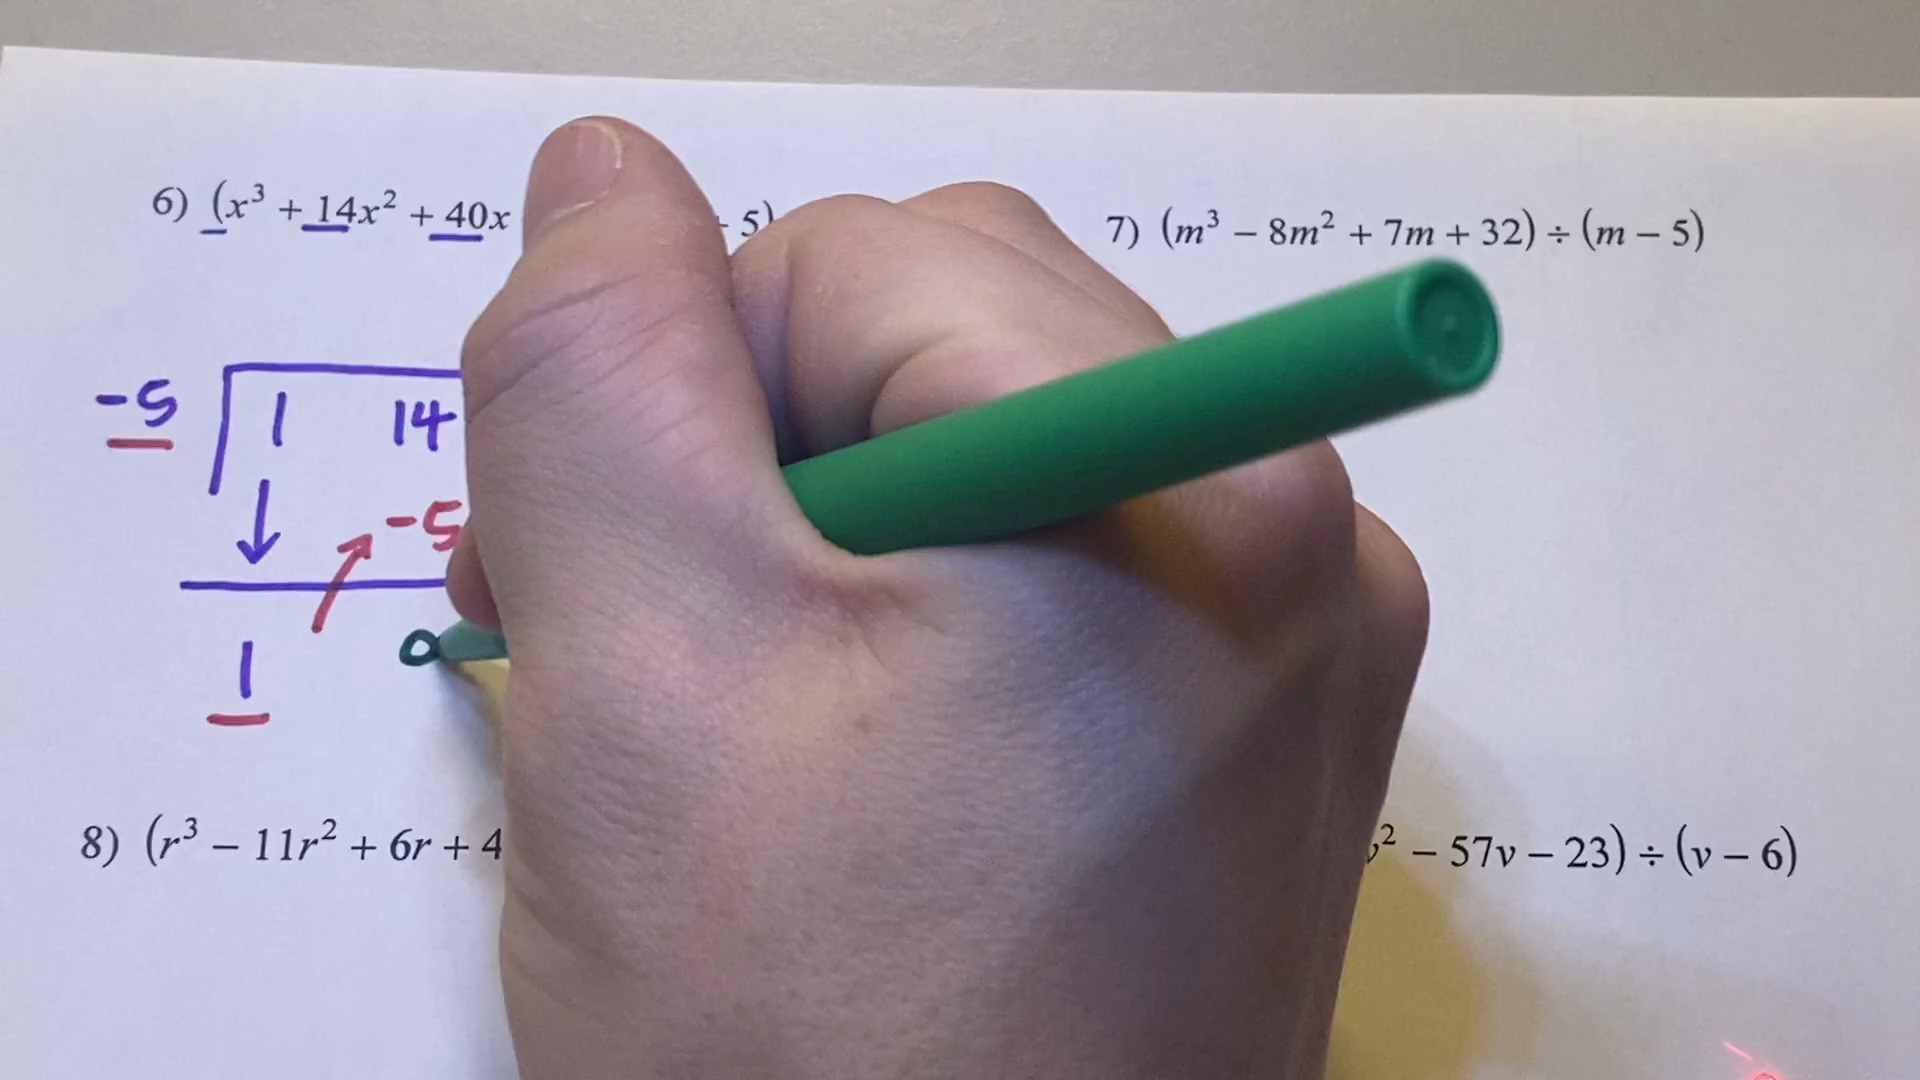 6) (x³ + 14x² + 40x 5)
7) (m³ − 8m² + 7m + 32) ÷ (m − 5)
-5 1 14
-5
1
8) (r³ − 11r² + 6r + 4
² − 57v − 23) ÷ (v − 6)